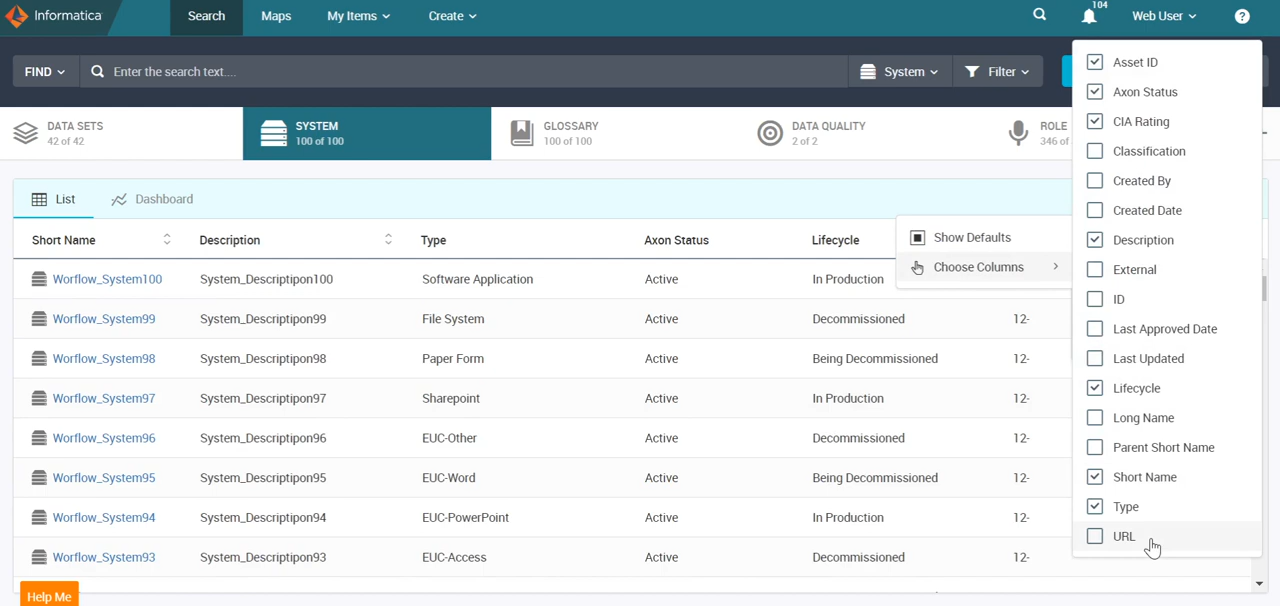 Informatica Search Maps My Items Create 104 Web User ?
FIND Enter the search text.... System Filter
DATA SETS SYSTEM GLOSSARY DATA QUALITY ROLE
42 of 42 100 of 100 100 of 100 2 of 2 346 of
List Dashboard
Short Name Description Type Axon Status Lifecycle
Worflow_System100 System_Descriptipon100 Software Application Active In Production
Worflow_System99 System_Descriptipon99 File System Active Decommissioned 12-
Worflow_System98 System_Descriptipon98 Paper Form Active Being Decommissioned 12-
Worflow_System97 System_Descriptipon97 Sharepoint Active In Production 12-
Worflow_System96 System_Descriptipon96 EUC-Other Active Decommissioned 12-
Worflow_System95 System_Descriptipon95 EUC-Word Active Being Decommissioned 12-
Worflow_System94 System_Descriptipon94 EUC-PowerPoint Active In Production 12-
Worflow_System93 System_Descriptipon93 EUC-Access Active Decommissioned 12-
Help Me
Show Defaults
Choose Columns
Asset ID
Axon Status
CIA Rating
Classification
Created By
Created Date
Description
External
ID
Last Approved Date
Last Updated
Lifecycle
Long Name
Parent Short Name
Short Name
Type
URL